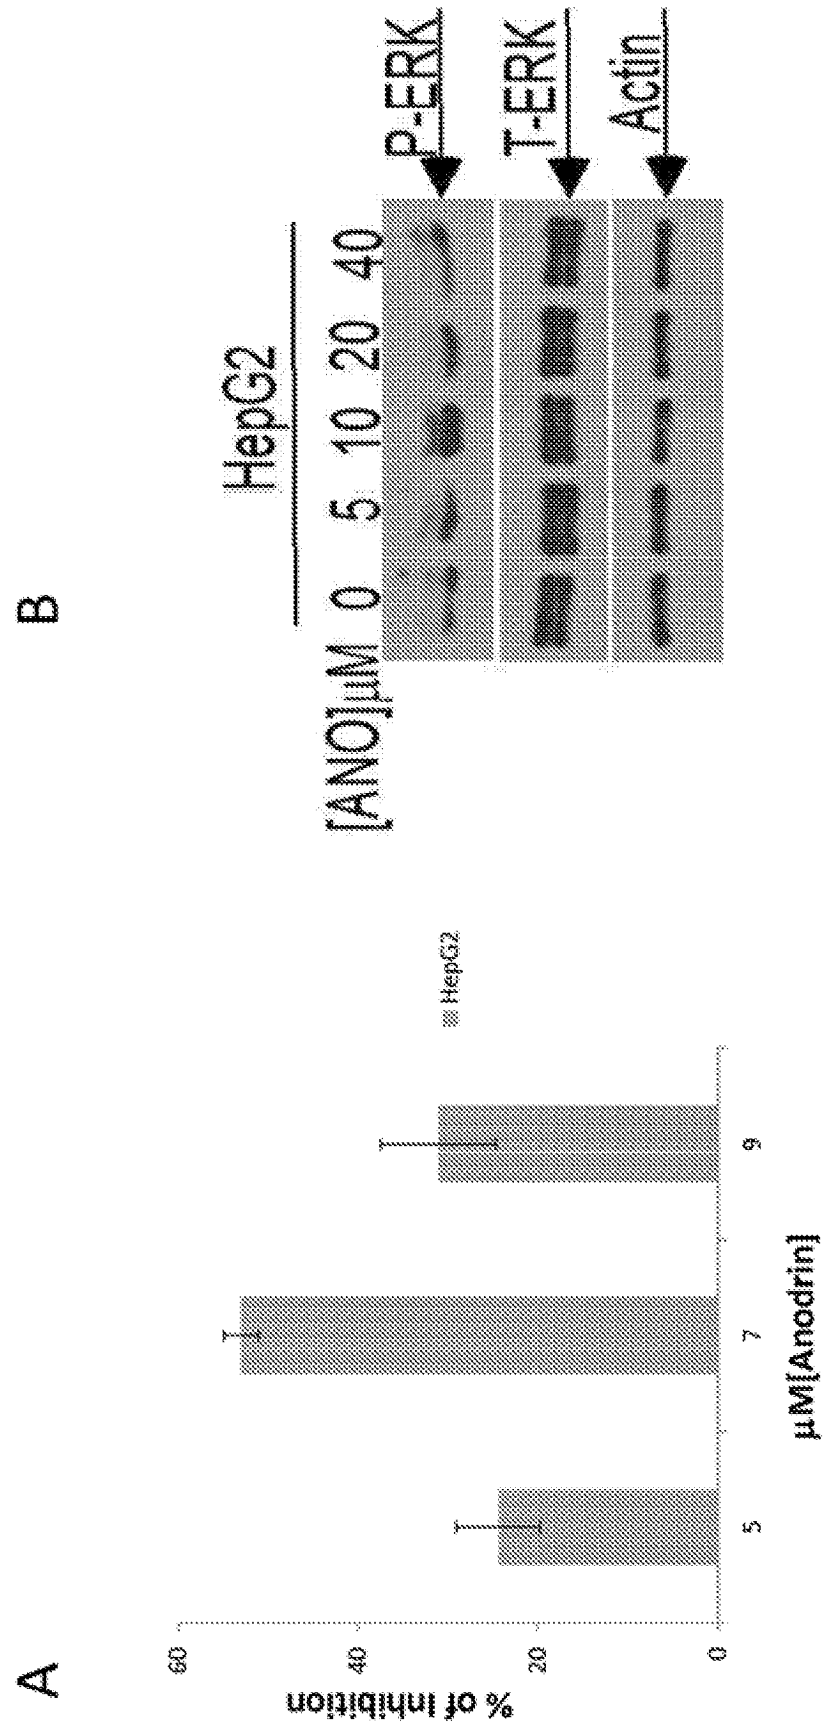 A
% of Inhibition
60
40
20
0
5 7 9
µM[Anodrin]
HepG2
B
HepG2
[ANO]µM 0 5 10 20 40
P-ERK
T-ERK
Actin